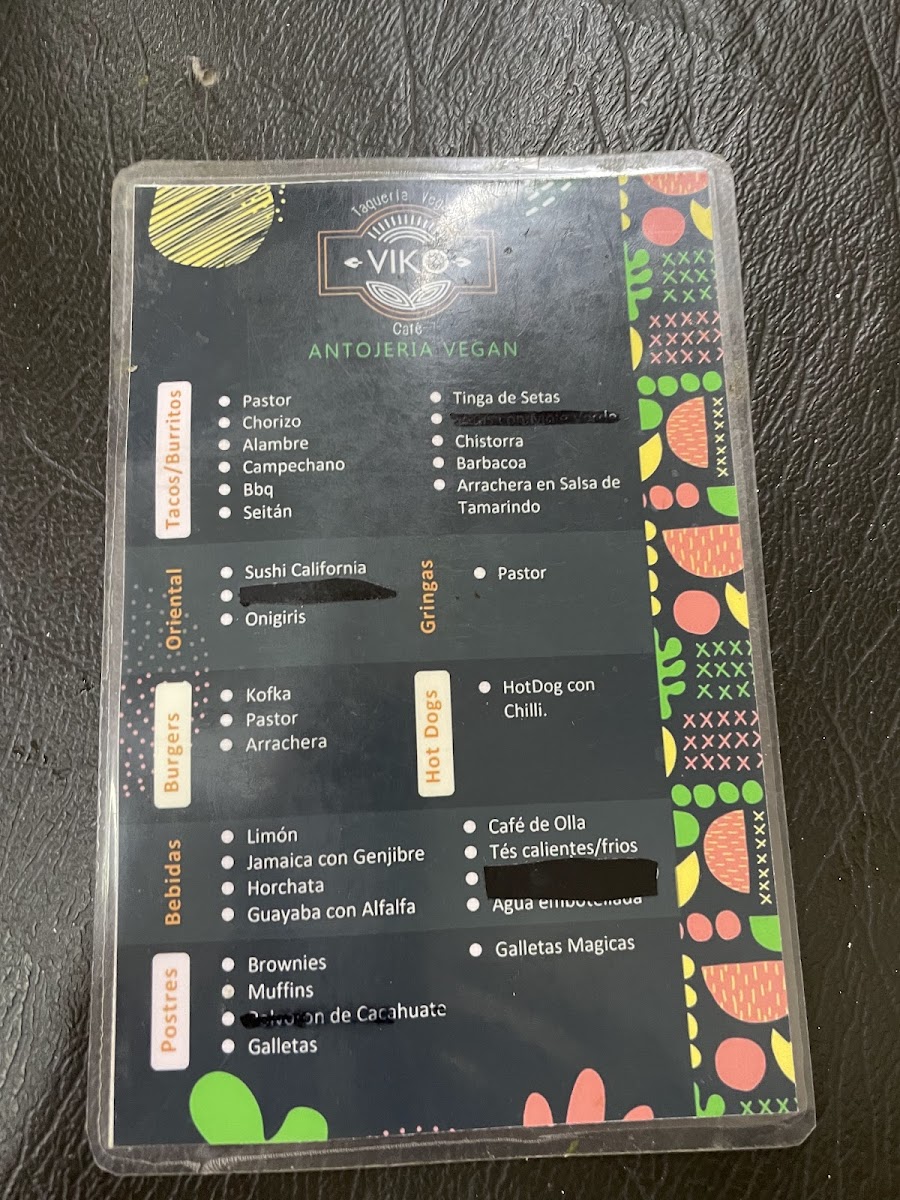 Taquería
VIKO
Café
ANTOJERIA VEGAN
Tacos/Burritos
Pastor
Chorizo
Alambre
Campechano
Bbq
Seitán
Tinga de Setas
Chistorra
Barbacoa
Arrachera en Salsa de
Tamarindo
Oriental
Sushi California
Onigiris
Gringas
Pastor
Burgers
Kofka
Pastor
Arrachera
Hot Dogs
HotDog con
Chilli.
Bebidas
Limón
Jamaica con Genjibre
Horchata
Guayaba con Alfalfa
Café de Olla
Tés calientes/frios
Agua embotellada
Postres
Brownies
Muffins
de Cacahuate
Galletas
Galletas Magicas